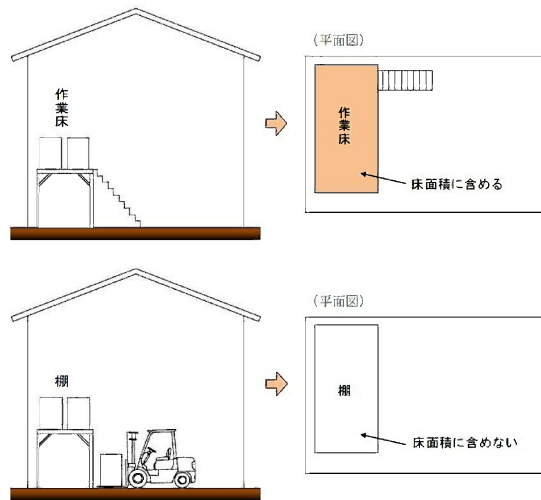 （平面図）
作業床
作業床
床面積に含める
（平面図）
棚
棚
床面積に含めない